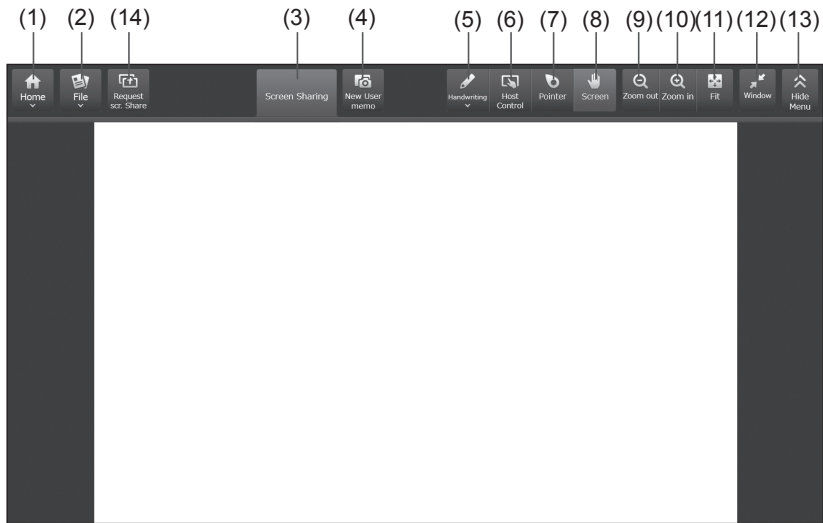 (1) (2) (14) (3) (4) (5) (6) (7) (8) (9) (10) (11) (12) (13)
Home File Request scr. Share Screen Sharing New User memo Handwriting Host Control Pointer Screen Zoom out Zoom in Fit Window Hide Menu